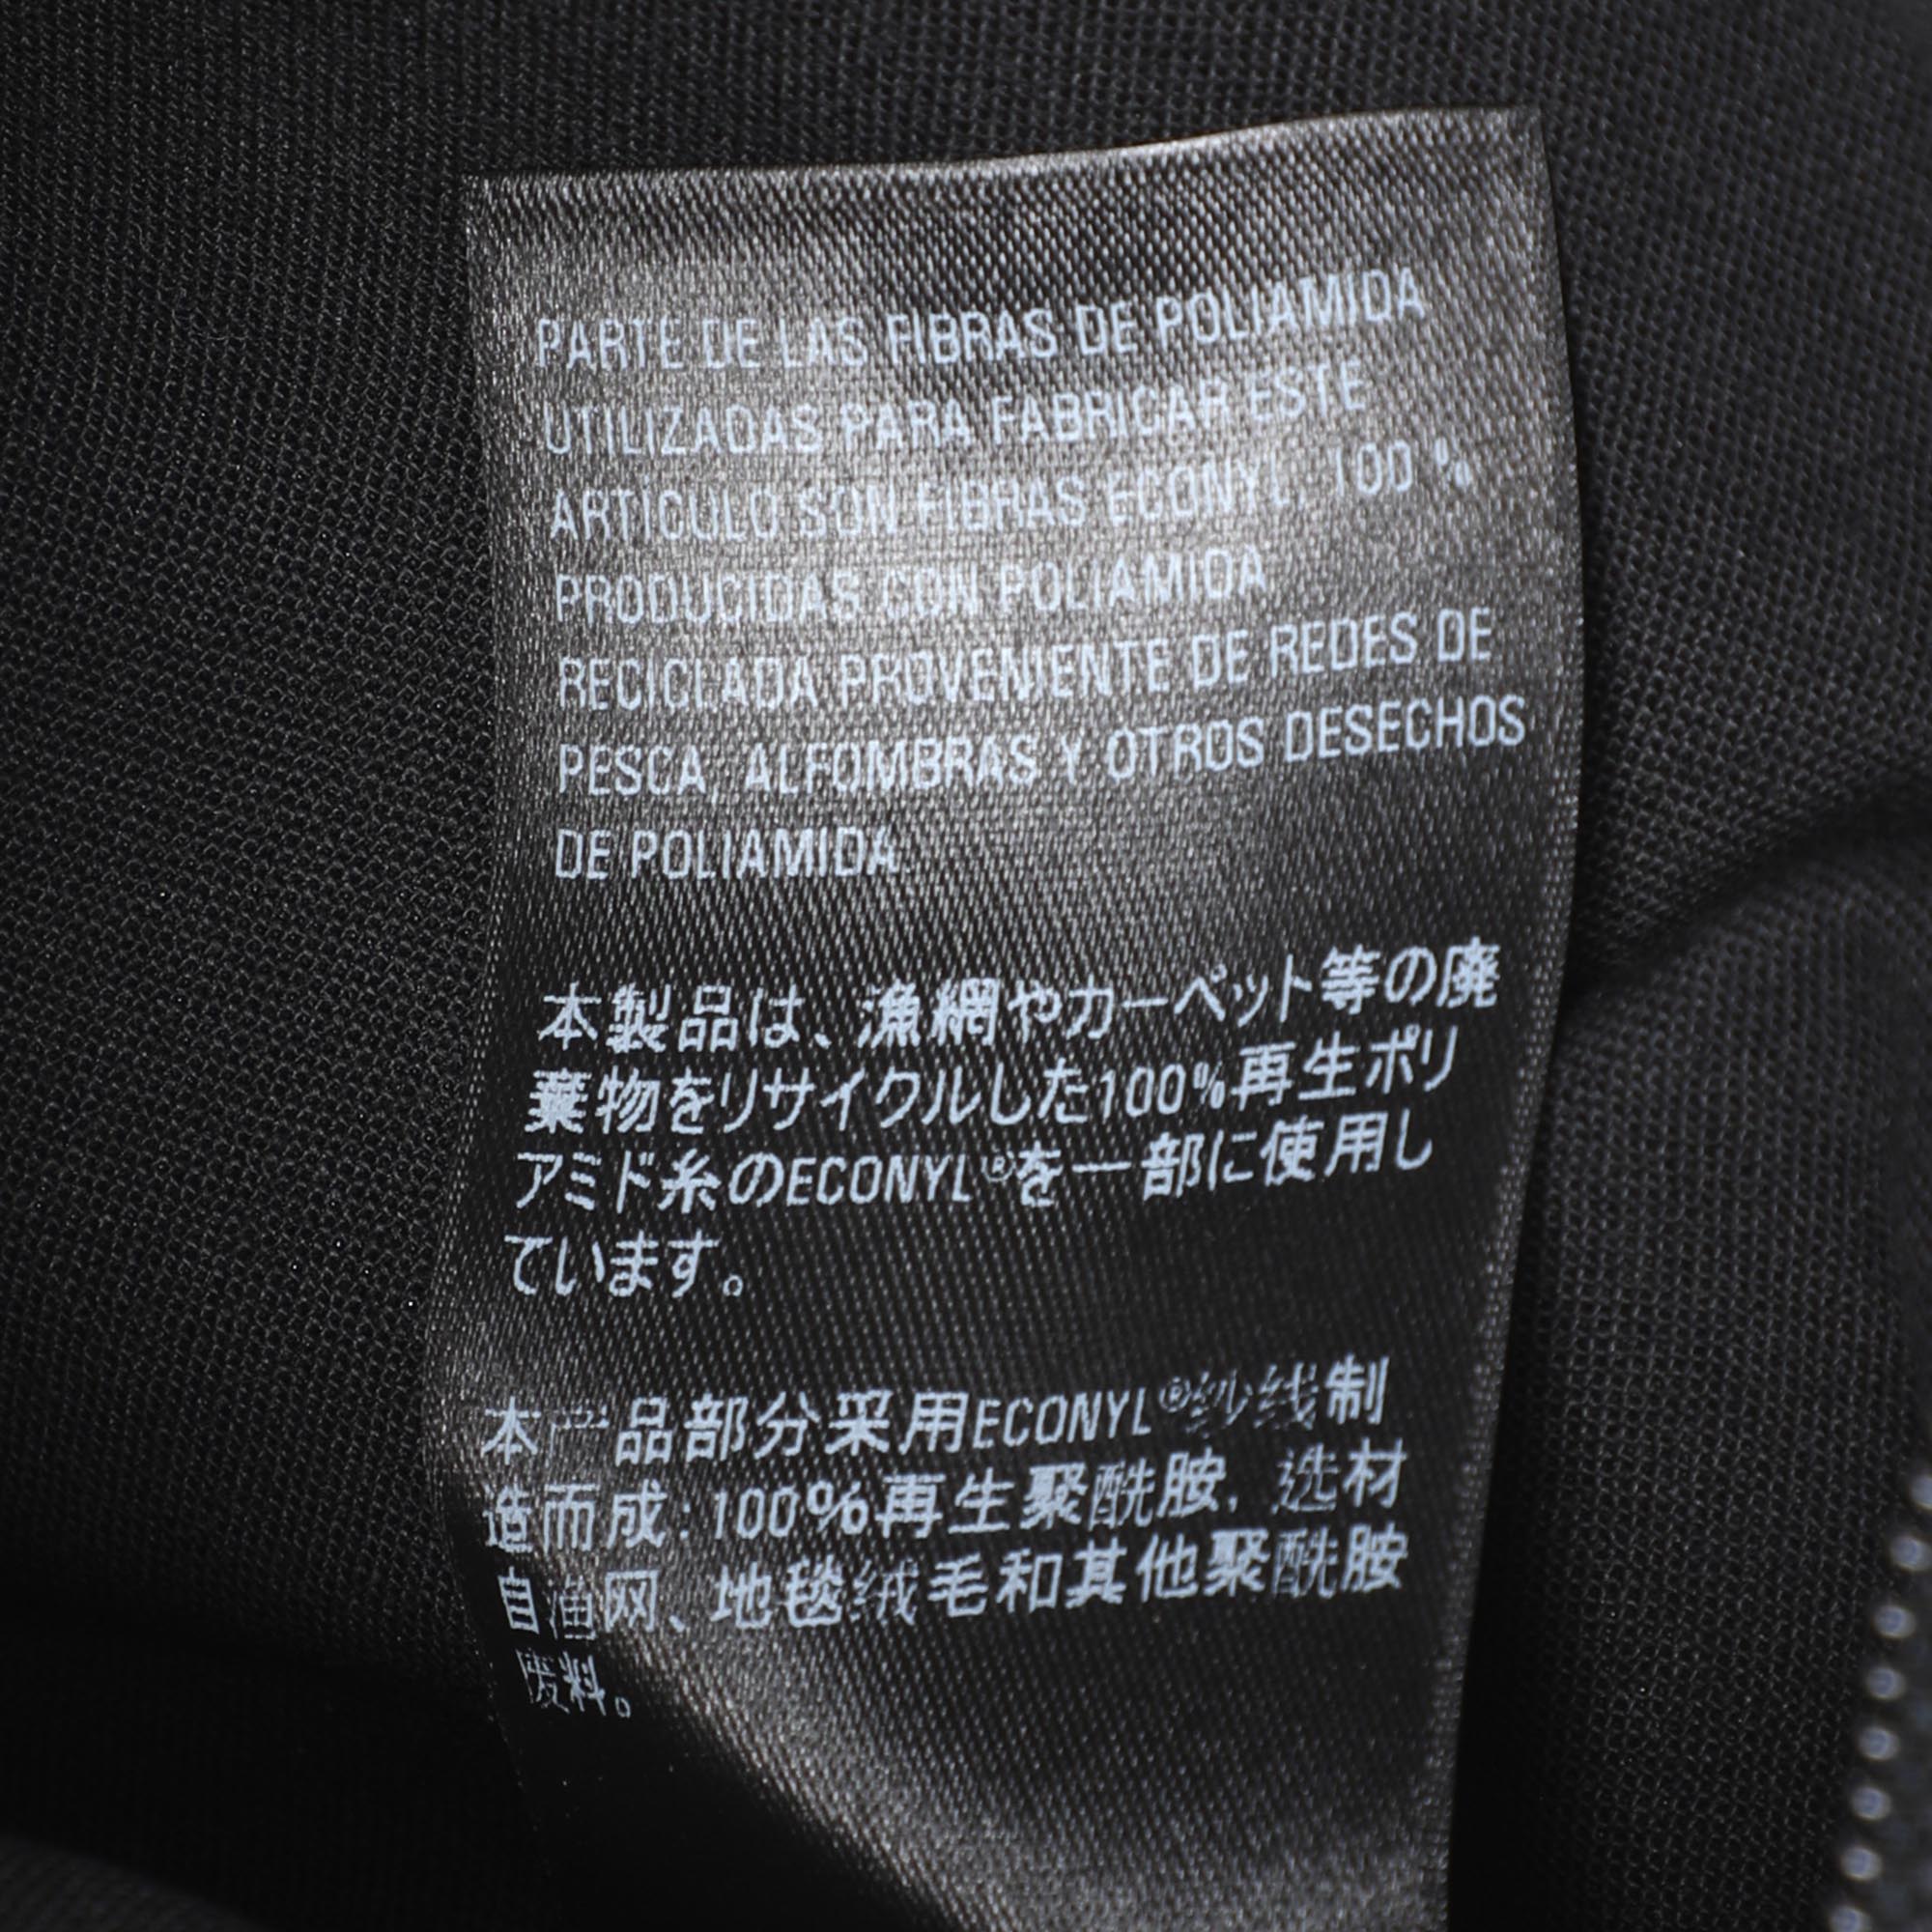 PARTE DE LAS FIBRAS DE POLIAMIDA
UTILIZADAS PARA FABRICAR ESTE
ARTICULO SON FIBRAS ECONYL, 100 %
PRODUCIDAS CON POLIAMIDA
RECICLADA PROVENIENTE DE REDES DE
PESCA, ALFOMBRAS Y OTROS DESECHOS
DE POLIAMIDA
本製品は、漁網やカーペット等の廃
棄物をリサイクルした100%再生ポリ
アミド糸のECONYL®を一部に使用し
ています。
本产品部分采用ECONYL®纱线制
造而成: 100%再生聚酰胺, 选材
自渔网、地毯绒毛和其他聚酰胺
废料。